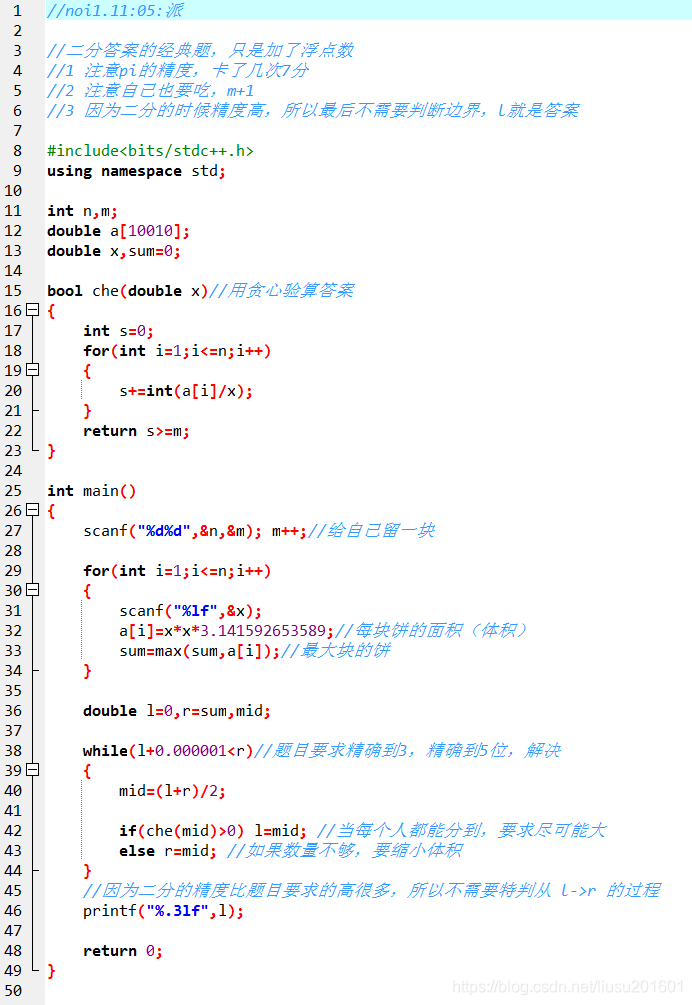 1 //noi1.11:05:派
2
3 //二分答案的经典题，只是加了浮点数
4 //1 注意pi的精度，卡了几次7分
5 //2 注意自己也要吃，m+1
6 //3 因为二分的时候精度高，所以最后不需要判断边界，l就是答案
7
8 #include<bits/stdc++.h>
9 using namespace std;
10
11 int n,m;
12 double a[10010];
13 double x,sum=0;
14
15 bool che(double x)//用贪心验算答案
16 {
17     int s=0;
18     for(int i=1;i<=n;i++)
19     {
20         s+=int(a[i]/x);
21     }
22     return s>=m;
23 }
24
25 int main()
26 {
27     scanf("%d%d",&n,&m); m++;//给自己留一块
28
29     for(int i=1;i<=n;i++)
30     {
31         scanf("%lf",&x);
32         a[i]=x*x*3.141592653589;//每块饼的面积（体积）
33         sum=max(sum,a[i]);//最大块的饼
34     }
35
36     double l=0,r=sum,mid;
37
38     while(l+0.000001<r)//题目要求精确到3，精确到5位，解决
39     {
40         mid=(l+r)/2;
41
42         if(che(mid)>0) l=mid; //当每个人都能分到，要求尽可能大
43         else r=mid; //如果数量不够，要缩小体积
44     }
45     //因为二分的精度比题目要求的高很多，所以不需要特判从 l->r 的过程
46     printf("%.3lf",l);
47
48     return 0;
49 }
50
https://blog.csdn.net/liusu201601